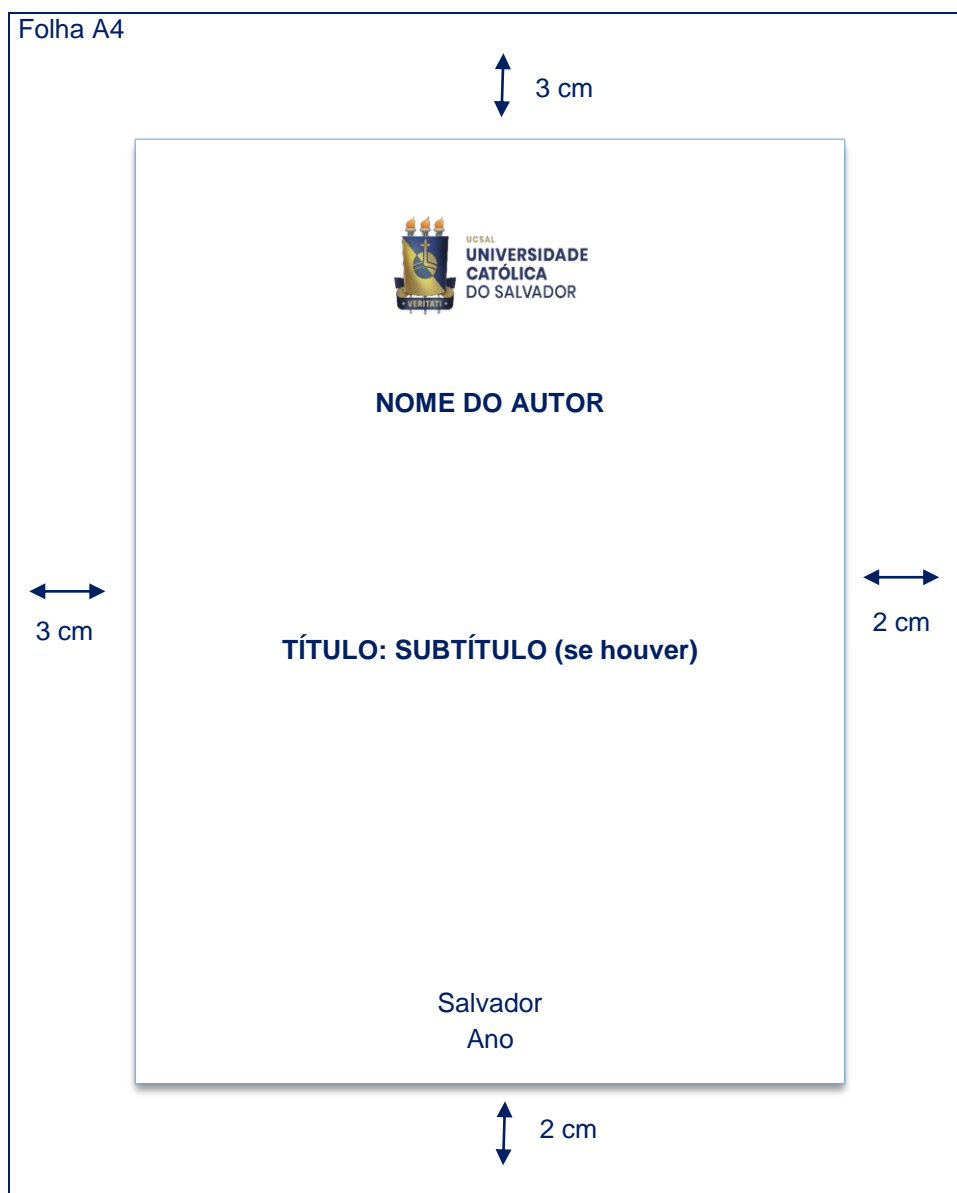 Folha A4
3 cm
UCSAL
UNIVERSIDADE
CATÓLICA
DO SALVADOR
• VERITATI •
NOME DO AUTOR
3 cm
2 cm
TÍTULO: SUBTÍTULO (se houver)
Salvador
Ano
2 cm